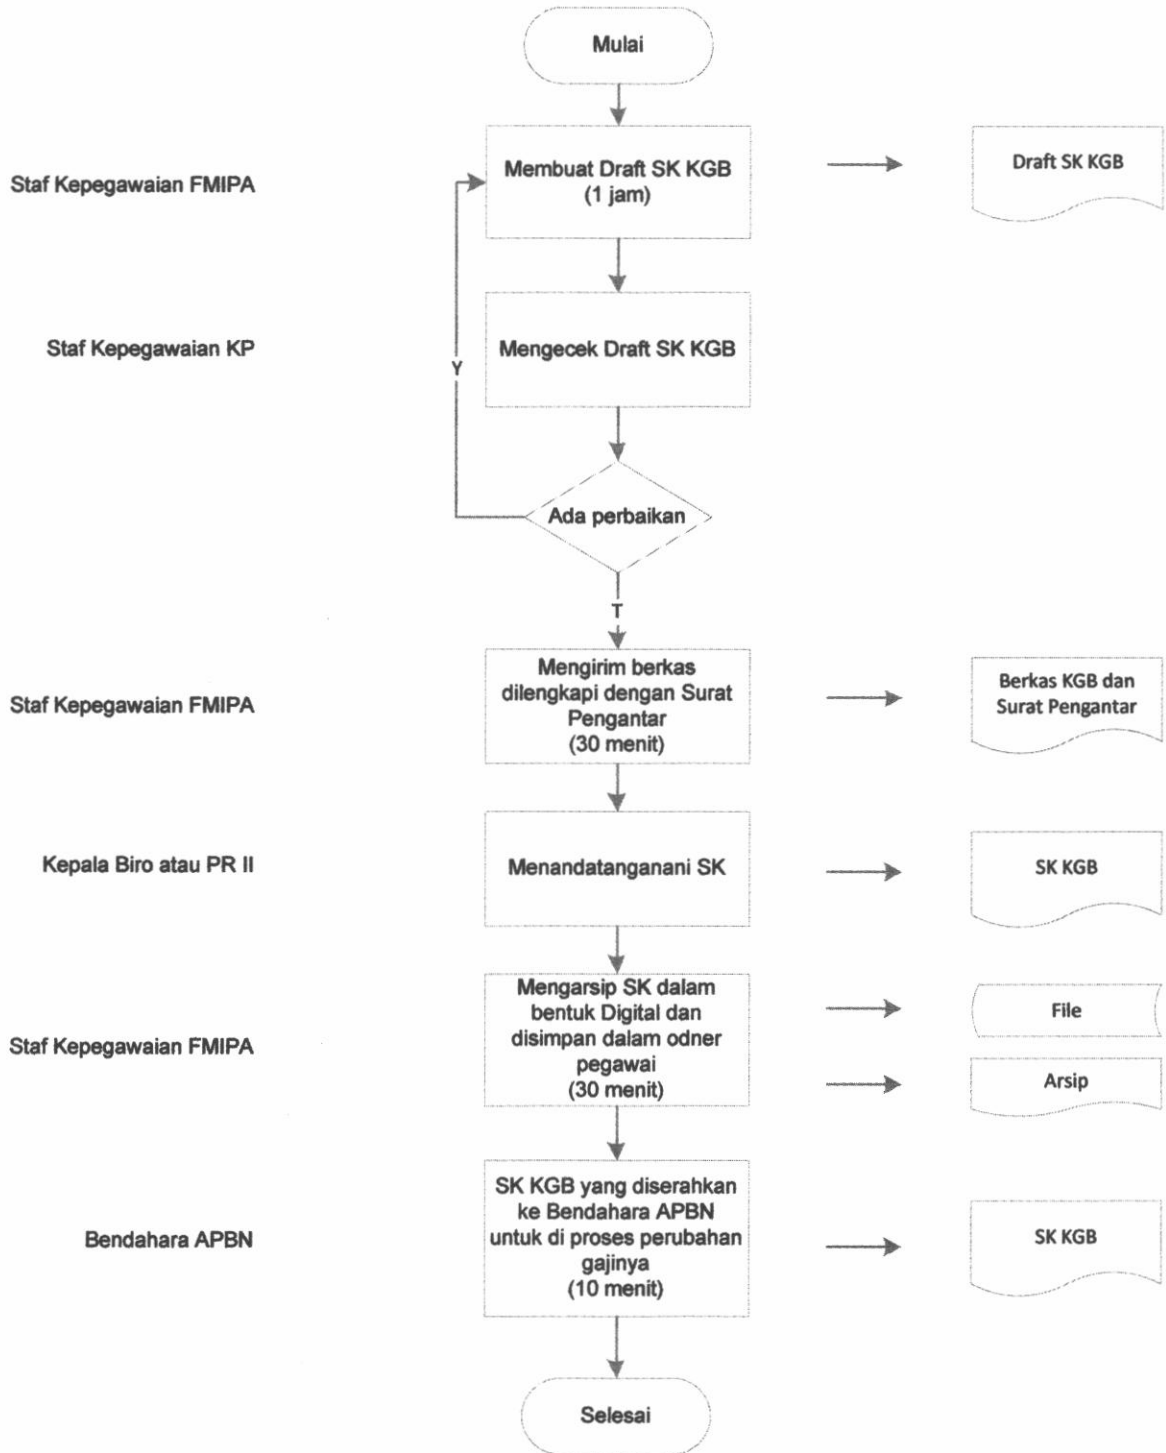 Mulai
Staf Kepegawaian FMIPA
Membuat Draft SK KGB
(1 jam)
Draft SK KGB
Staf Kepegawaian KP
Mengecek Draft SK KGB
Y
Ada perbaikan
T
Staf Kepegawaian FMIPA
Mengirim berkas
dilengkapi dengan Surat
Pengantar
(30 menit)
Berkas KGB dan
Surat Pengantar
Kepala Biro atau PR II
Menandatanganani SK
SK KGB
Staf Kepegawaian FMIPA
Mengarsip SK dalam
bentuk Digital dan
disimpan dalam odner
pegawai
(30 menit)
File
Arsip
Bendahara APBN
SK KGB yang diserahkan
ke Bendahara APBN
untuk di proses perubahan
gajinya
(10 menit)
SK KGB
Selesai